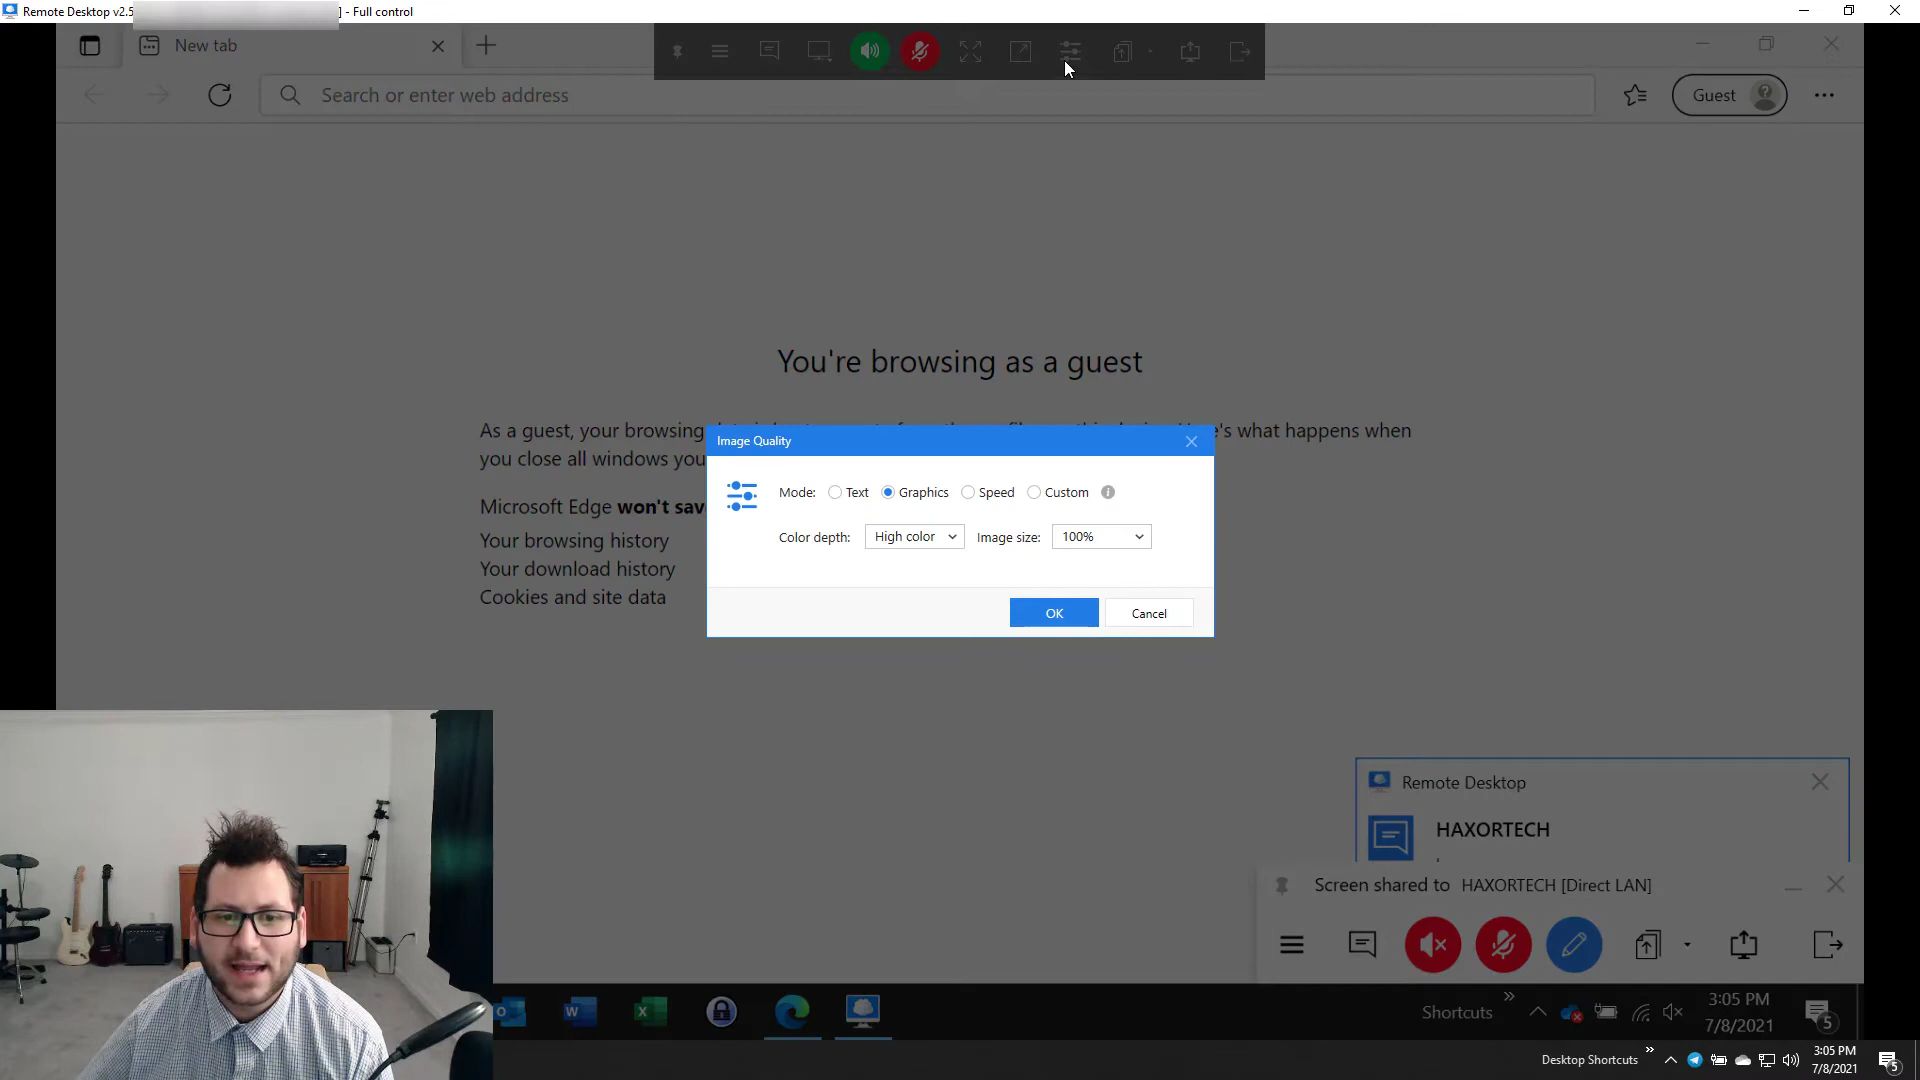 Remote Desktop v2.5
] - Full control
New tab
Search or enter web address
Guest
You're browsing as a guest
As a guest, your browsing
's what happens when
you close all windows you
Microsoft Edge won't sav
Your browsing history
Your download history
Cookies and site data
Image Quality
Mode: Text Graphics Speed Custom
Color depth: High color Image size: 100%
OK Cancel
Remote Desktop
HAXORTECH
Screen shared to HAXORTECH [Direct LAN]
Shortcuts
3:05 PM
7/8/2021
5
Desktop Shortcuts
3:05 PM
7/8/2021
5